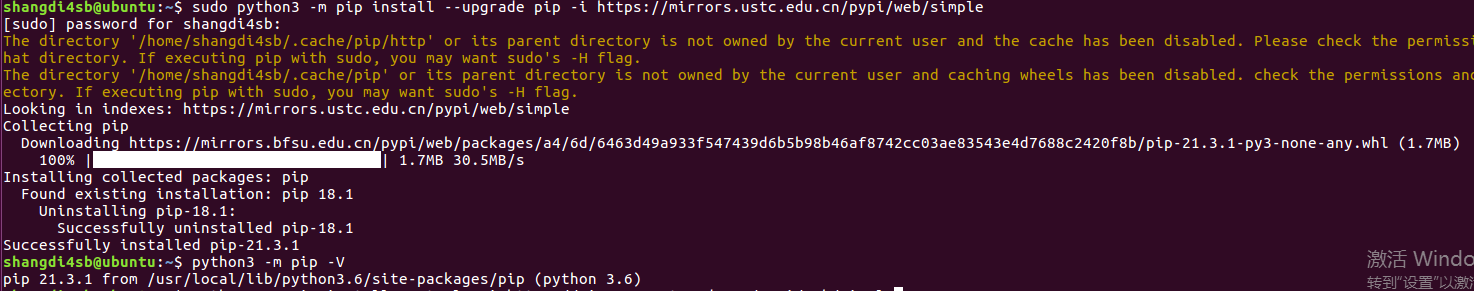 shangdi4sb@ubuntu:~$ sudo python3 -m pip install --upgrade pip -i https://mirrors.ustc.edu.cn/pypi/web/simple
[sudo] password for shangdi4sb:
The directory '/home/shangdi4sb/.cache/pip/http' or its parent directory is not owned by the current user and the cache has been disabled. Please check the permissi
hat directory. If executing pip with sudo, you may want sudo's -H flag.
The directory '/home/shangdi4sb/.cache/pip' or its parent directory is not owned by the current user and caching wheels has been disabled. check the permissions and
ectory. If executing pip with sudo, you may want sudo's -H flag.
Looking in indexes: https://mirrors.ustc.edu.cn/pypi/web/simple
Collecting pip
  Downloading https://mirrors.bfsu.edu.cn/pypi/web/packages/a4/6d/6463d49a933f547439d6b5b98b46af8742cc03ae83543e4d7688c2420f8b/pip-21.3.1-py3-none-any.whl (1.7MB)
    100% |████████████████████████████████| 1.7MB 30.5MB/s
Installing collected packages: pip
  Found existing installation: pip 18.1
    Uninstalling pip-18.1:
      Successfully uninstalled pip-18.1
Successfully installed pip-21.3.1
shangdi4sb@ubuntu:~$ python3 -m pip -V
激活 Windo
pip 21.3.1 from /usr/local/lib/python3.6/site-packages/pip (python 3.6)
转到"设置"以激